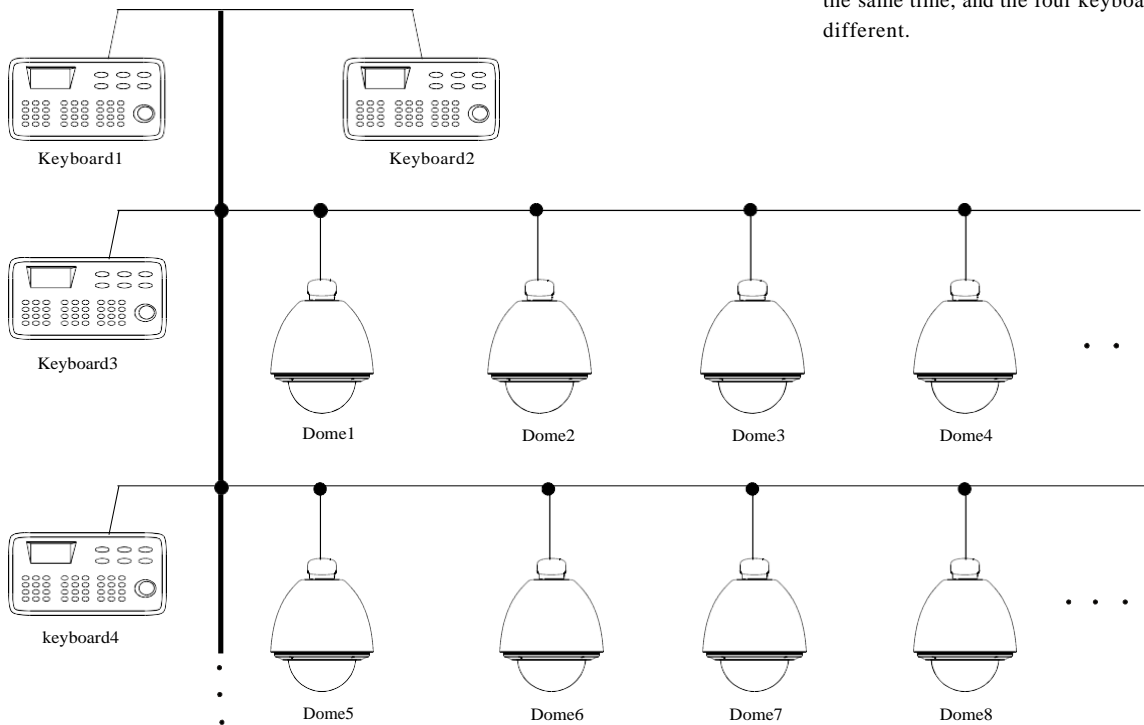 the same time, and the four keyboa
different.
Keyboard1
Keyboard2
Keyboard3
Dome1
Dome2
Dome3
Dome4
keyboard4
Dome5
Dome6
Dome7
Dome8